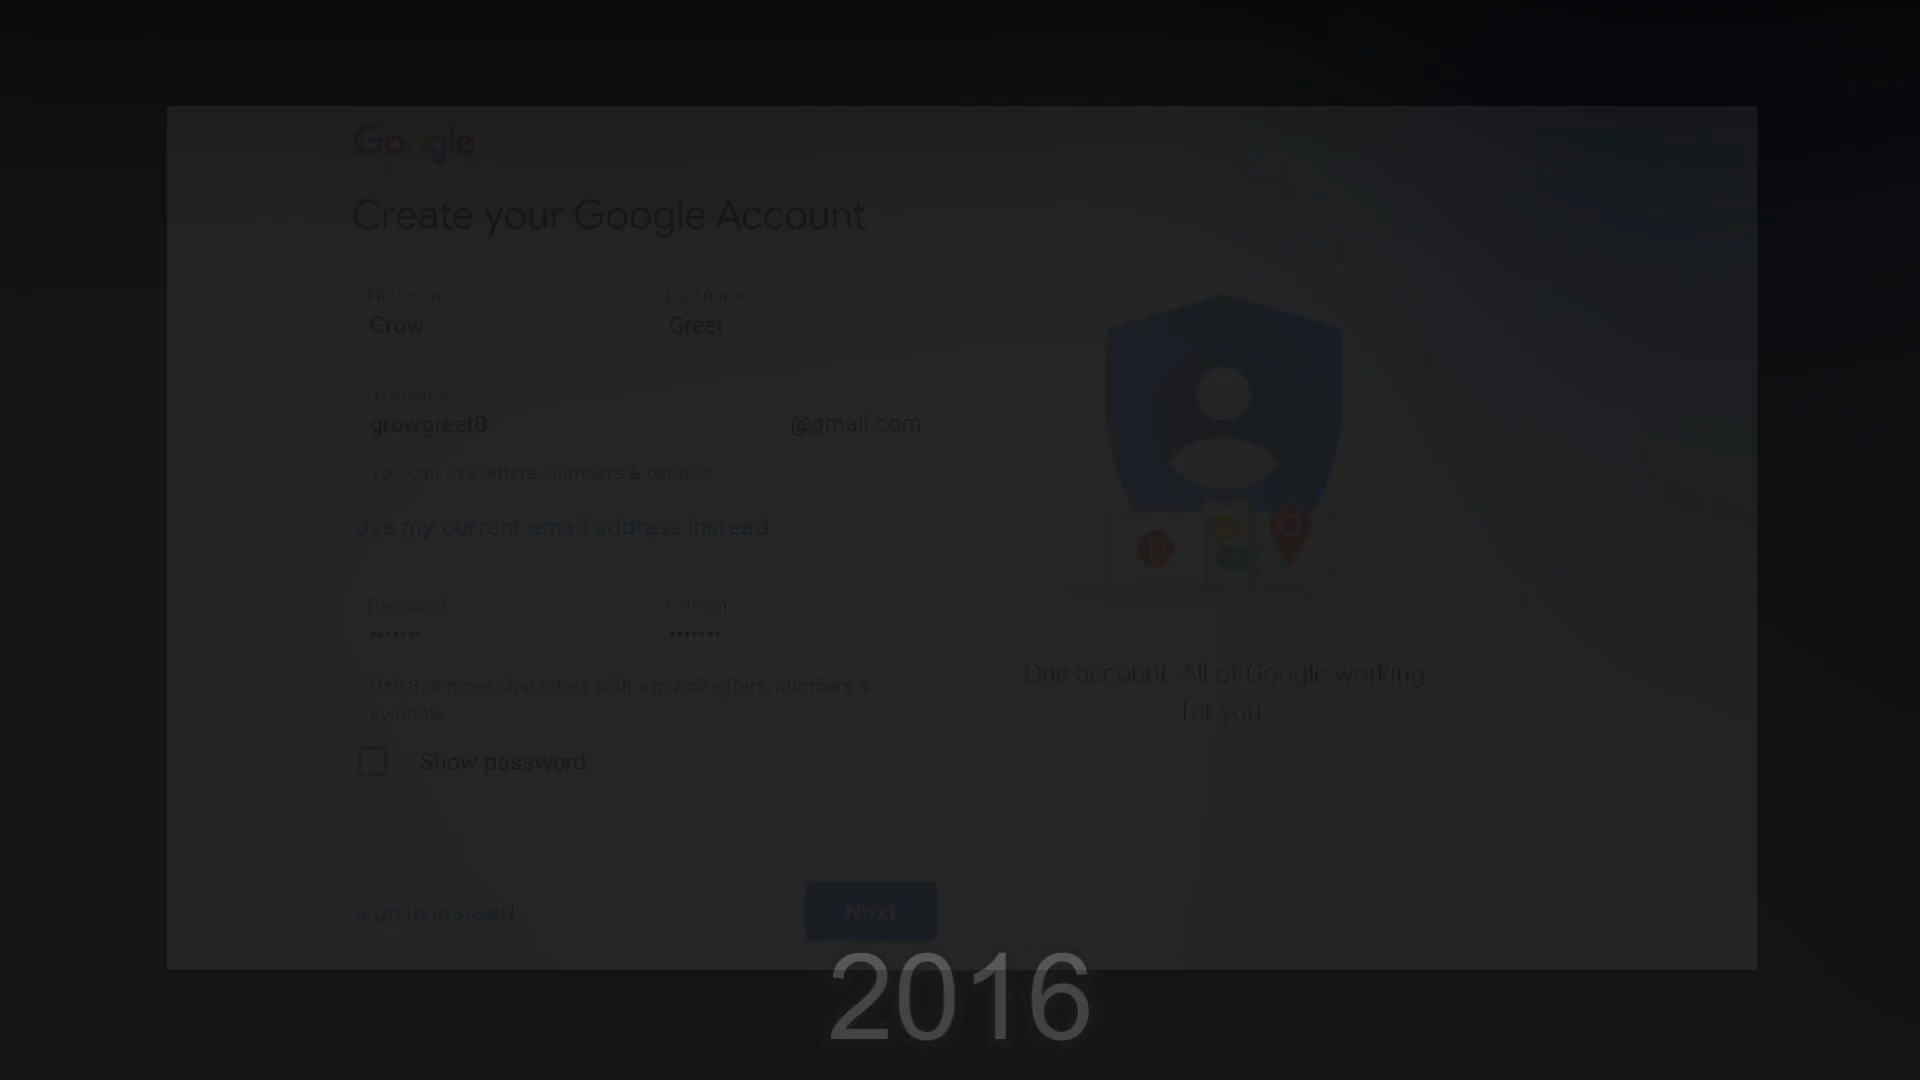 Google
Create your Google Account
First name
Last name
Grow
Greet
Username
growgreet0
@gmail.com
You can use letters, numbers & periods
Use my current email address instead
Password
Confirm
•••••••
•••••••
Use 8 or more characters with a mix of letters, numbers &
symbols
Show password
One account. All of Google working
for you.
Sign in instead
Next
2016